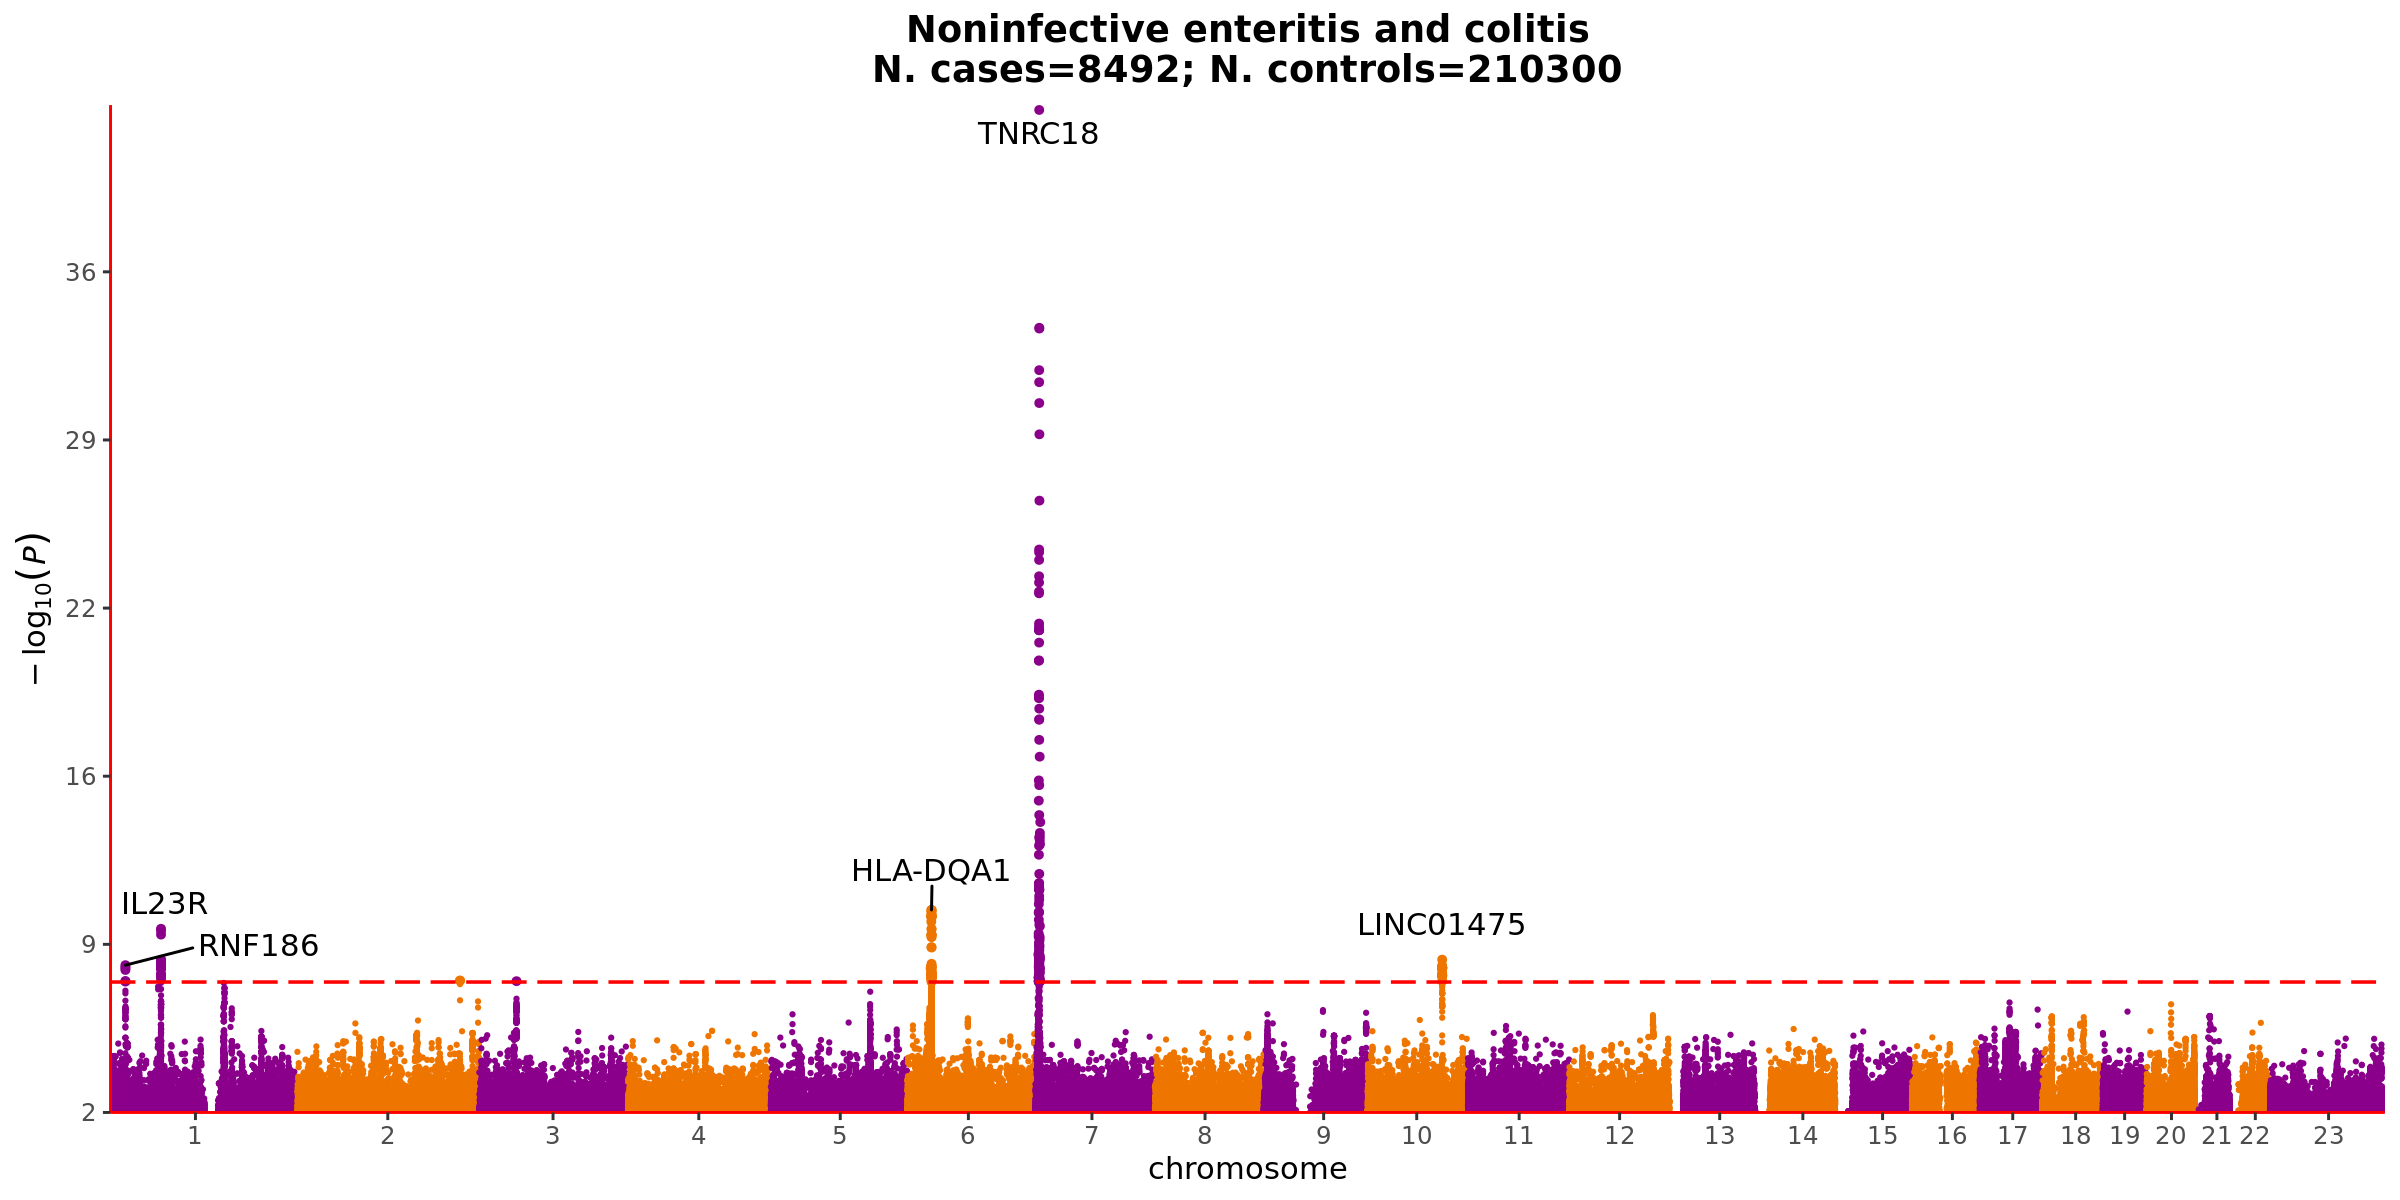 Noninfective enteritis and colitis
N. cases=8492; N. controls=210300
TNRC18
36
29
22
16
9
2
− log10(P)
HLA-DQA1
IL23R
RNF186
LINC01475
1 2 3 4 5 6 7 8 9 10 11 12 13 14 15 16 17 18 19 20 21 22 23
chromosome